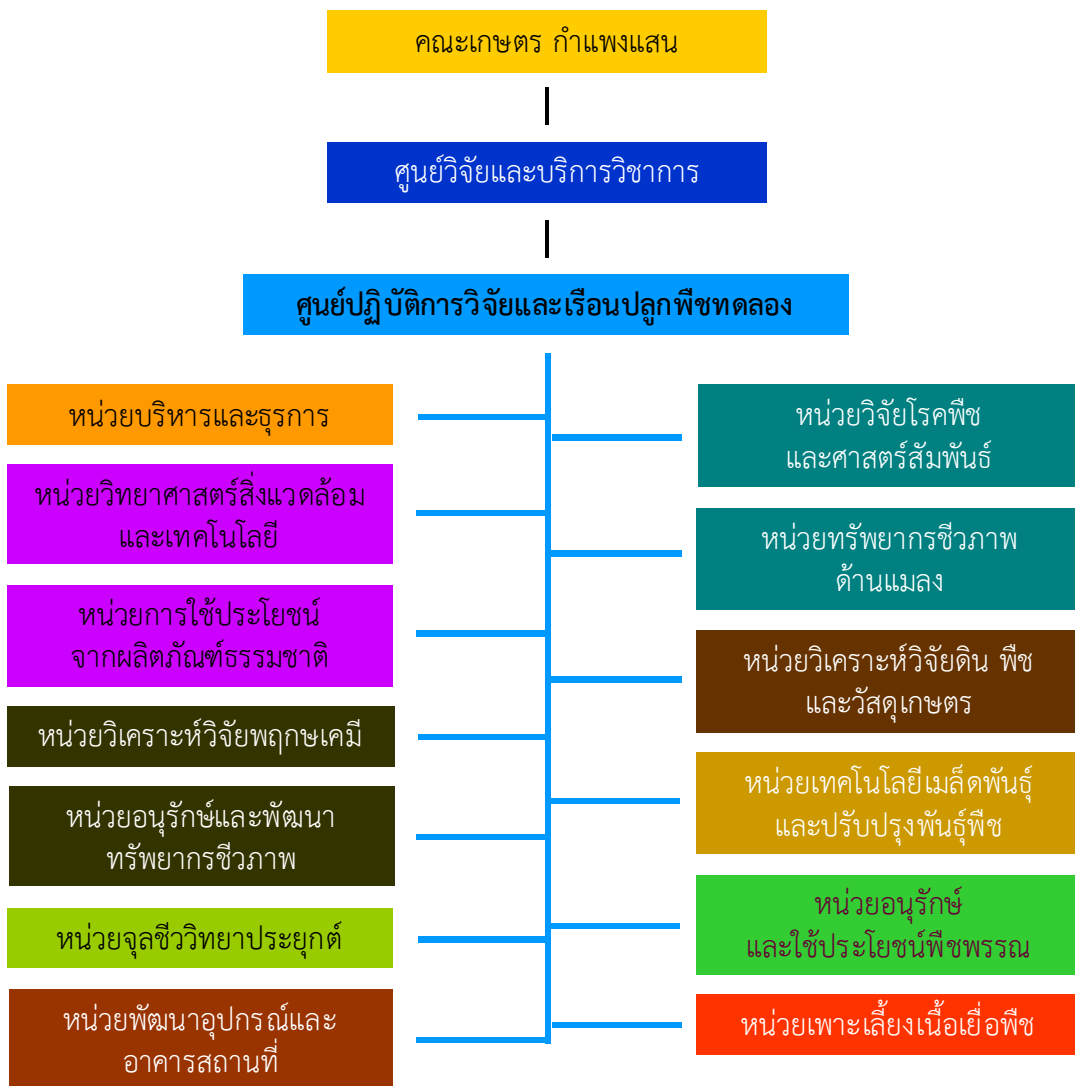 คณะเกษตร กำแพงแสน
ศูนย์วิจัยและบริการวิชาการ
ศูนย์ปฏิบัติการวิจัยและเรือนปลูกพืชทดลอง
หน่วยบริหารและธุรการ
หน่วยวิทยาศาสตร์สิ่งแวดล้อม
และเทคโนโลยี
หน่วยการใช้ประโยชน์
จากผลิตภัณฑ์ธรรมชาติ
หน่วยวิเคราะห์วิจัยพฤกษเคมี
หน่วยอนุรักษ์และพัฒนา
ทรัพยากรชีวภาพ
หน่วยจุลชีววิทยาประยุกต์
หน่วยพัฒนาอุปกรณ์และ
อาคารสถานที่
หน่วยวิจัยโรคพืช
และศาสตร์สัมพันธ์
หน่วยทรัพยากรชีวภาพ
ด้านแมลง
หน่วยวิเคราะห์วิจัยดิน พืช
และวัสดุเกษตร
หน่วยเทคโนโลยีเมล็ดพันธุ์
และปรับปรุงพันธุ์พืช
หน่วยอนุรักษ์
และใช้ประโยชน์พืชพรรณ
หน่วยเพาะเลี้ยงเนื้อเยื่อพืช